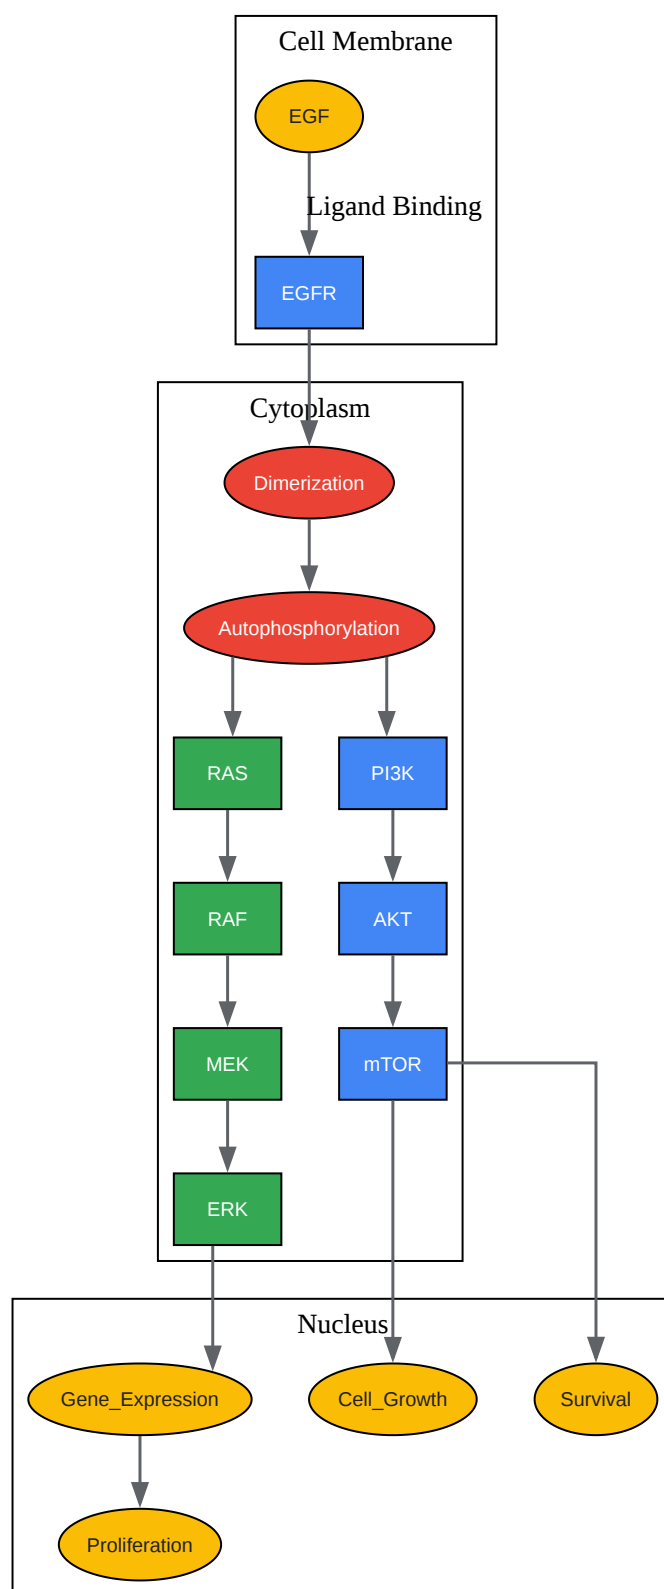 Cell Membrane
EGF
Ligand Binding
EGFR
Cytoplasm
Dimerization
Autophosphorylation
RAS
PI3K
RAF
AKT
MEK
mTOR
ERK
Nucleus
Gene_Expression
Cell_Growth
Survival
Proliferation